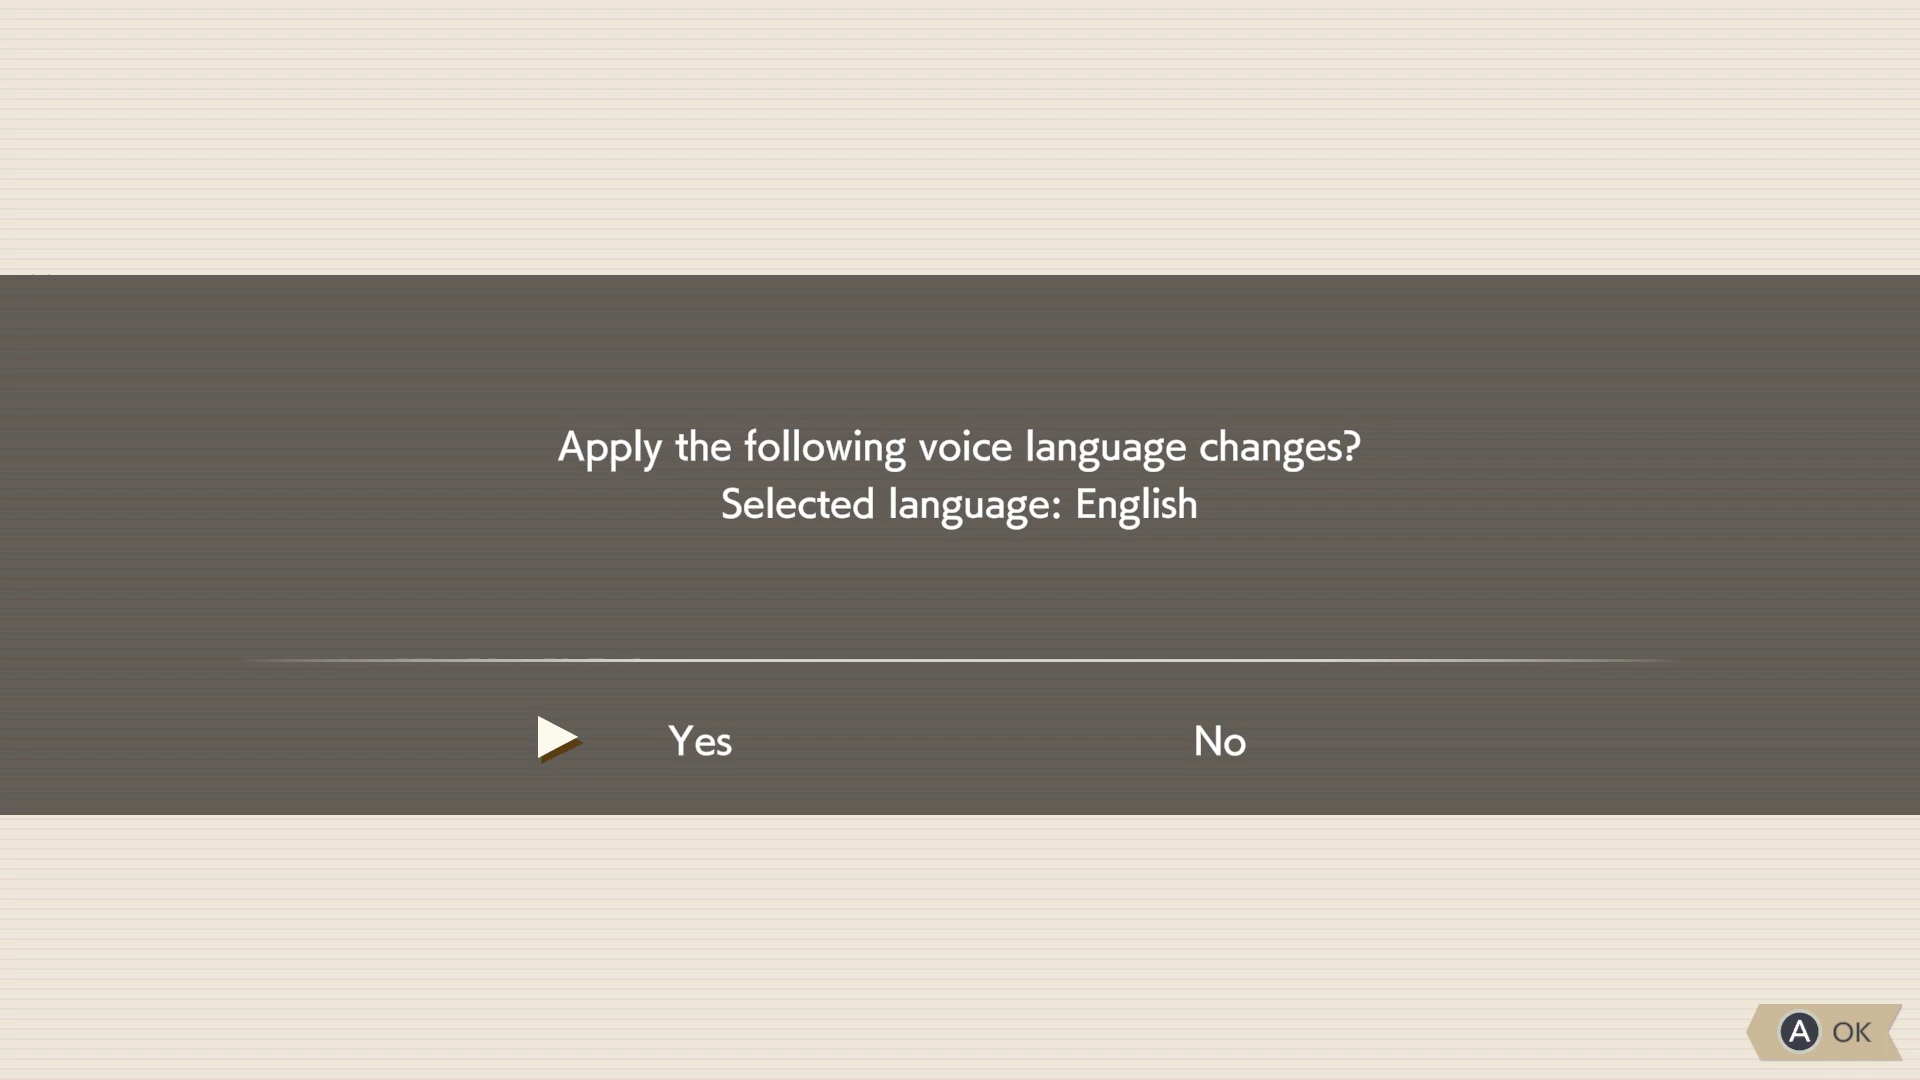 Apply the following voice language changes?
Selected language: English
Yes
No
A OK